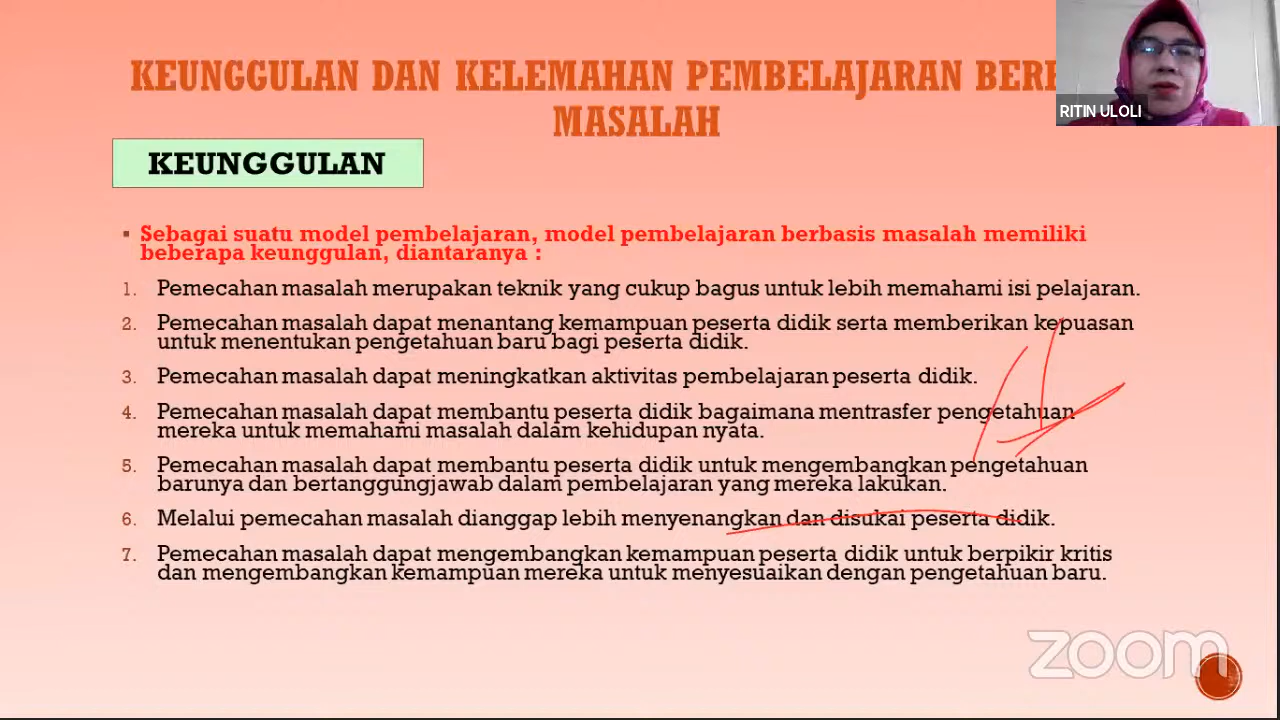 KEUNGGULAN DAN KELEMAHAN PEMBELAJARAN
MASALAH
RITIN ULOLI
KEUNGGULAN
▪ Sebagai suatu model pembelajaran, model pembelajaran berbasis masalah memiliki
beberapa keunggulan, diantaranya :
1. Pemecahan masalah merupakan teknik yang cukup bagus untuk lebih memahami isi pelajaran.
2. Pemecahan masalah dapat menantang kemampuan peserta didik serta memberikan kepuasan
untuk menentukan pengetahuan baru bagi peserta didik.
3. Pemecahan masalah dapat meningkatkan aktivitas pembelajaran peserta didik.
4. Pemecahan masalah dapat membantu peserta didik bagaimana mentrasfer pengetahuan
mereka untuk memahami masalah dalam kehidupan nyata.
5. Pemecahan masalah dapat membantu peserta didik untuk mengembangkan pengetahuan
barunya dan bertanggungjawab dalam pembelajaran yang mereka lakukan.
6. Melalui pemecahan masalah dianggap lebih menyenangkan dan disukai peserta didik.
7. Pemecahan masalah dapat mengembangkan kemampuan peserta didik untuk berpikir kritis
dan mengembangkan kemampuan mereka untuk menyesuaikan dengan pengetahuan baru.
zoom